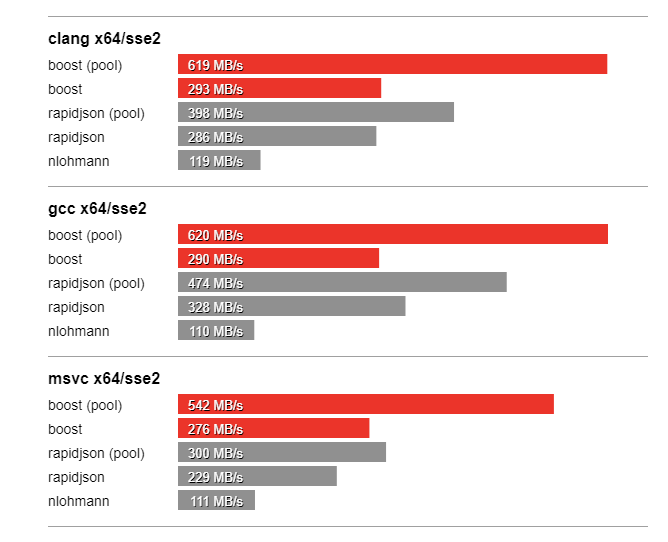 clang x64/sse2
boost (pool) 619 MB/s
boost 293 MB/s
rapidjson (pool) 398 MB/s
rapidjson 286 MB/s
nlohmann 119 MB/s
gcc x64/sse2
boost (pool) 620 MB/s
boost 290 MB/s
rapidjson (pool) 474 MB/s
rapidjson 328 MB/s
nlohmann 110 MB/s
msvc x64/sse2
boost (pool) 542 MB/s
boost 276 MB/s
rapidjson (pool) 300 MB/s
rapidjson 229 MB/s
nlohmann 111 MB/s